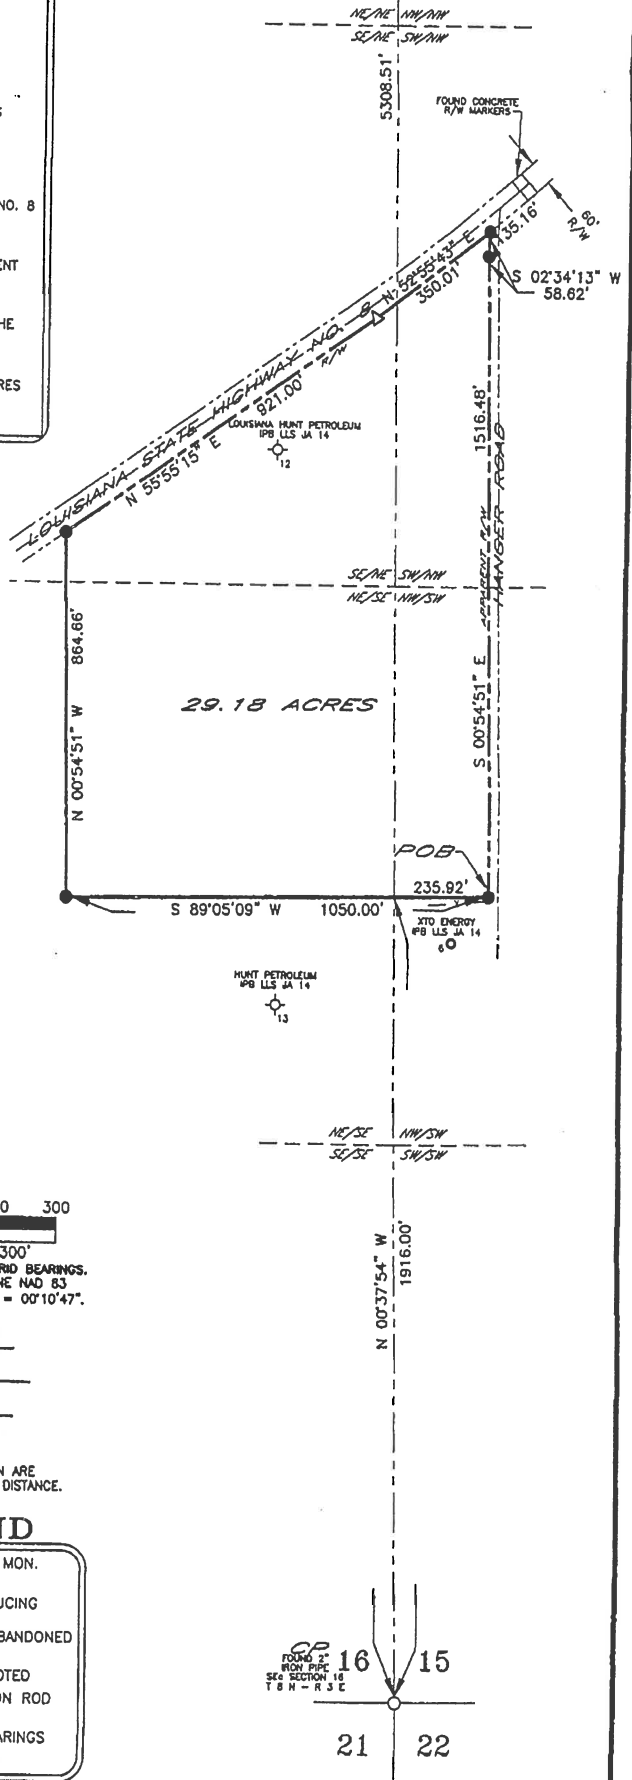 NE/NE NW/NW
SE/NE SW/NW
5308.51'
FOUND CONCRETE
R/W MARKERS
60'
R/W
135.16'
S 02°34'13" W
58.62'
NO. 8
HE
RES
LOUISIANA STATE HIGHWAY NO. 8
N 52°55'43" E
350.01'
R/W
921.00'
N 55°55'15" E
LOUISIANA HUNT PETROLEUM
IPB LLS JA 14
12
1516.48'
HANGER ROAD
APPARENT R/W
S 00°54'51" E
SE/NE SW/NW
NE/SE NW/SW
864.66'
N 00°54'51" W
29.18 ACRES
POB
235.92'
S 89°05'09" W 1050.00'
XTO ENERGY
IPB LLS JA 14
6
HUNT PETROLEUM
IPB LLS JA 14
13
NE/SE NW/SW
SE/SE SW/SW
0 300
300'
RID BEARINGS.
NE NAD 83
= 00°10'47".
N 00°37'54" W
1916.00'
N ARE
DISTANCE.
ND
MON.
UCING
BANDONED
OTED
ON ROD
ARINGS
CP
FOUND 2"
IRON PIPE
SEc SECTION 16
T 8 N - R 3 E
16 15
21 22